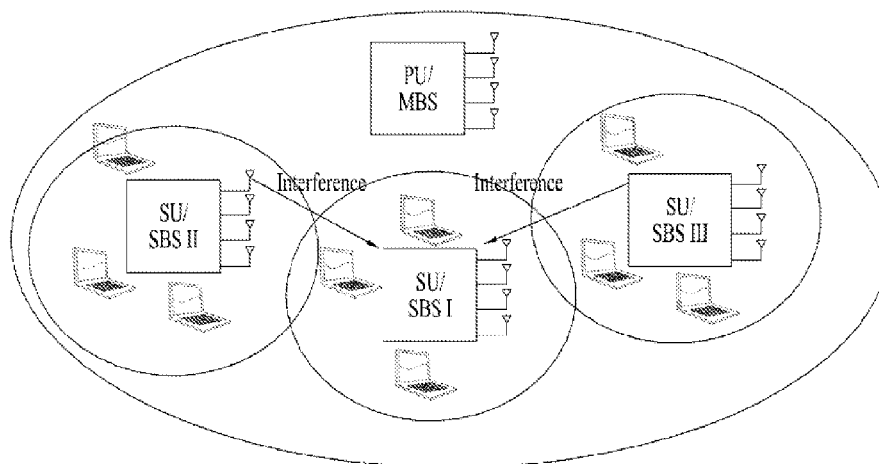 PU/
MBS
Interference
Interference
SU/
SBS II
SU/
SBS III
SU/
SBS I